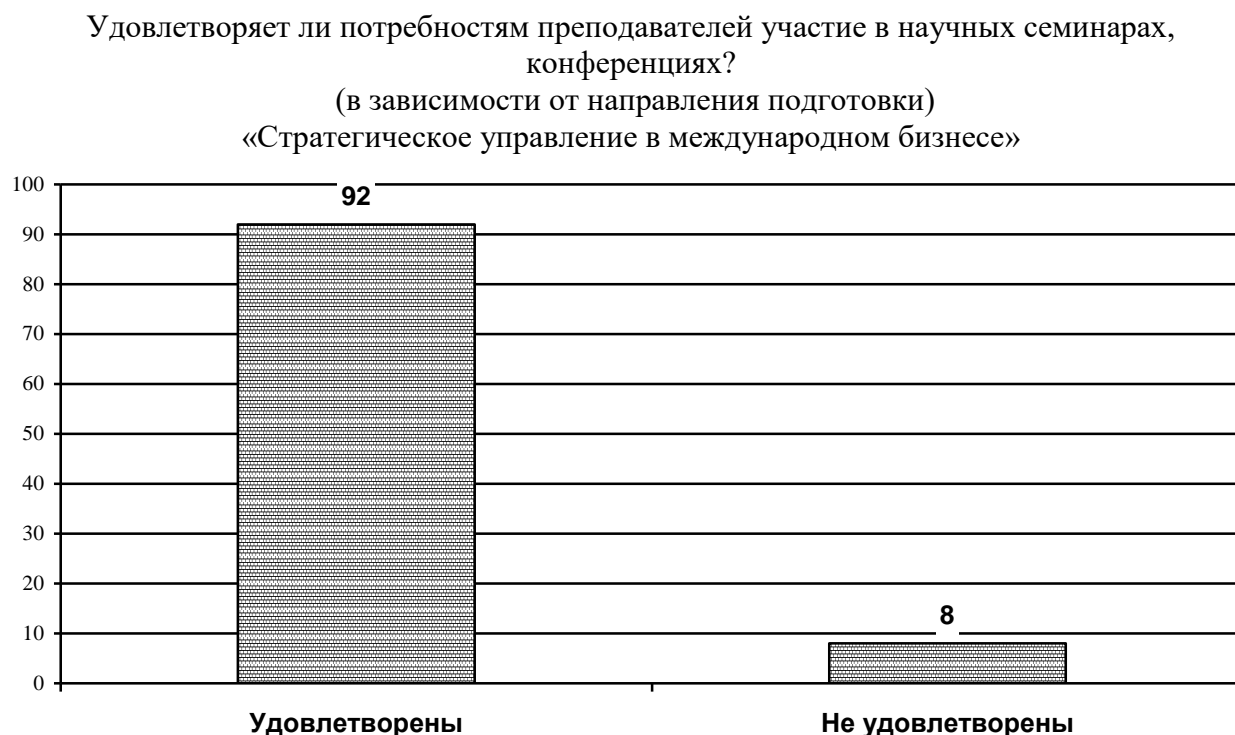 Удовлетворяет ли потребностям преподавателей участие в научных семинарах,
конференциях?
(в зависимости от направления подготовки)
«Стратегическое управление в международном бизнесе»
100
92
90
80
70
60
50
40
30
20
8
10
0
Удовлетворены
Не удовлетворены